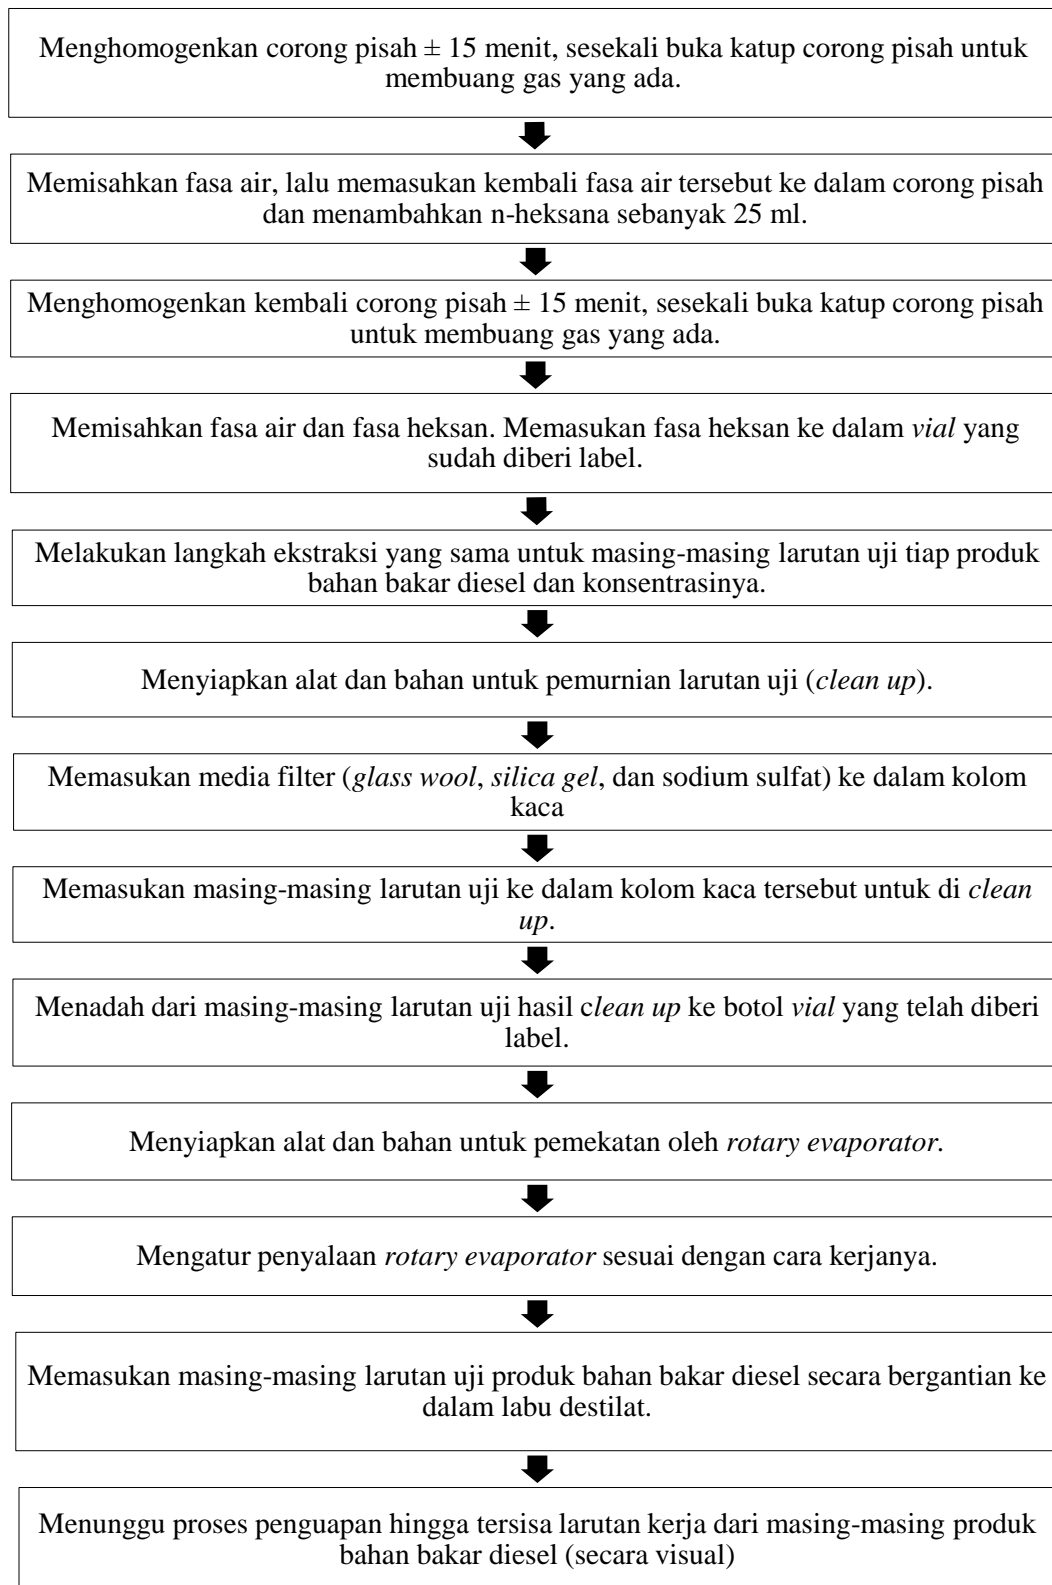 Menghomogenkan corong pisah ± 15 menit, sesekali buka katup corong pisah untuk
membuang gas yang ada.
Memisahkan fasa air, lalu memasukan kembali fasa air tersebut ke dalam corong pisah
dan menambahkan n-heksana sebanyak 25 ml.
Menghomogenkan kembali corong pisah ± 15 menit, sesekali buka katup corong pisah
untuk membuang gas yang ada.
Memisahkan fasa air dan fasa heksan. Memasukan fasa heksan ke dalam vial yang
sudah diberi label.
Melakukan langkah ekstraksi yang sama untuk masing-masing larutan uji tiap produk
bahan bakar diesel dan konsentrasinya.
Menyiapkan alat dan bahan untuk pemurnian larutan uji (clean up).
Memasukan media filter (glass wool, silica gel, dan sodium sulfat) ke dalam kolom
kaca
Memasukan masing-masing larutan uji ke dalam kolom kaca tersebut untuk di clean
up.
Menadah dari masing-masing larutan uji hasil clean up ke botol vial yang telah diberi
label.
Menyiapkan alat dan bahan untuk pemekatan oleh rotary evaporator.
Mengatur penyalaan rotary evaporator sesuai dengan cara kerjanya.
Memasukan masing-masing larutan uji produk bahan bakar diesel secara bergantian ke
dalam labu destilat.
Menunggu proses penguapan hingga tersisa larutan kerja dari masing-masing produk
bahan bakar diesel (secara visual)